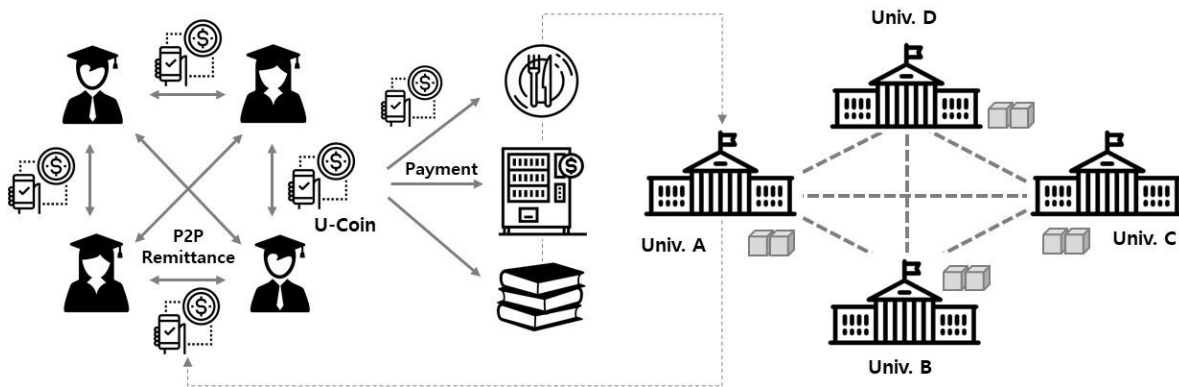 Univ. D
Payment
U-Coin
P2P
Remittance
Univ. A
Univ. C
Univ. B